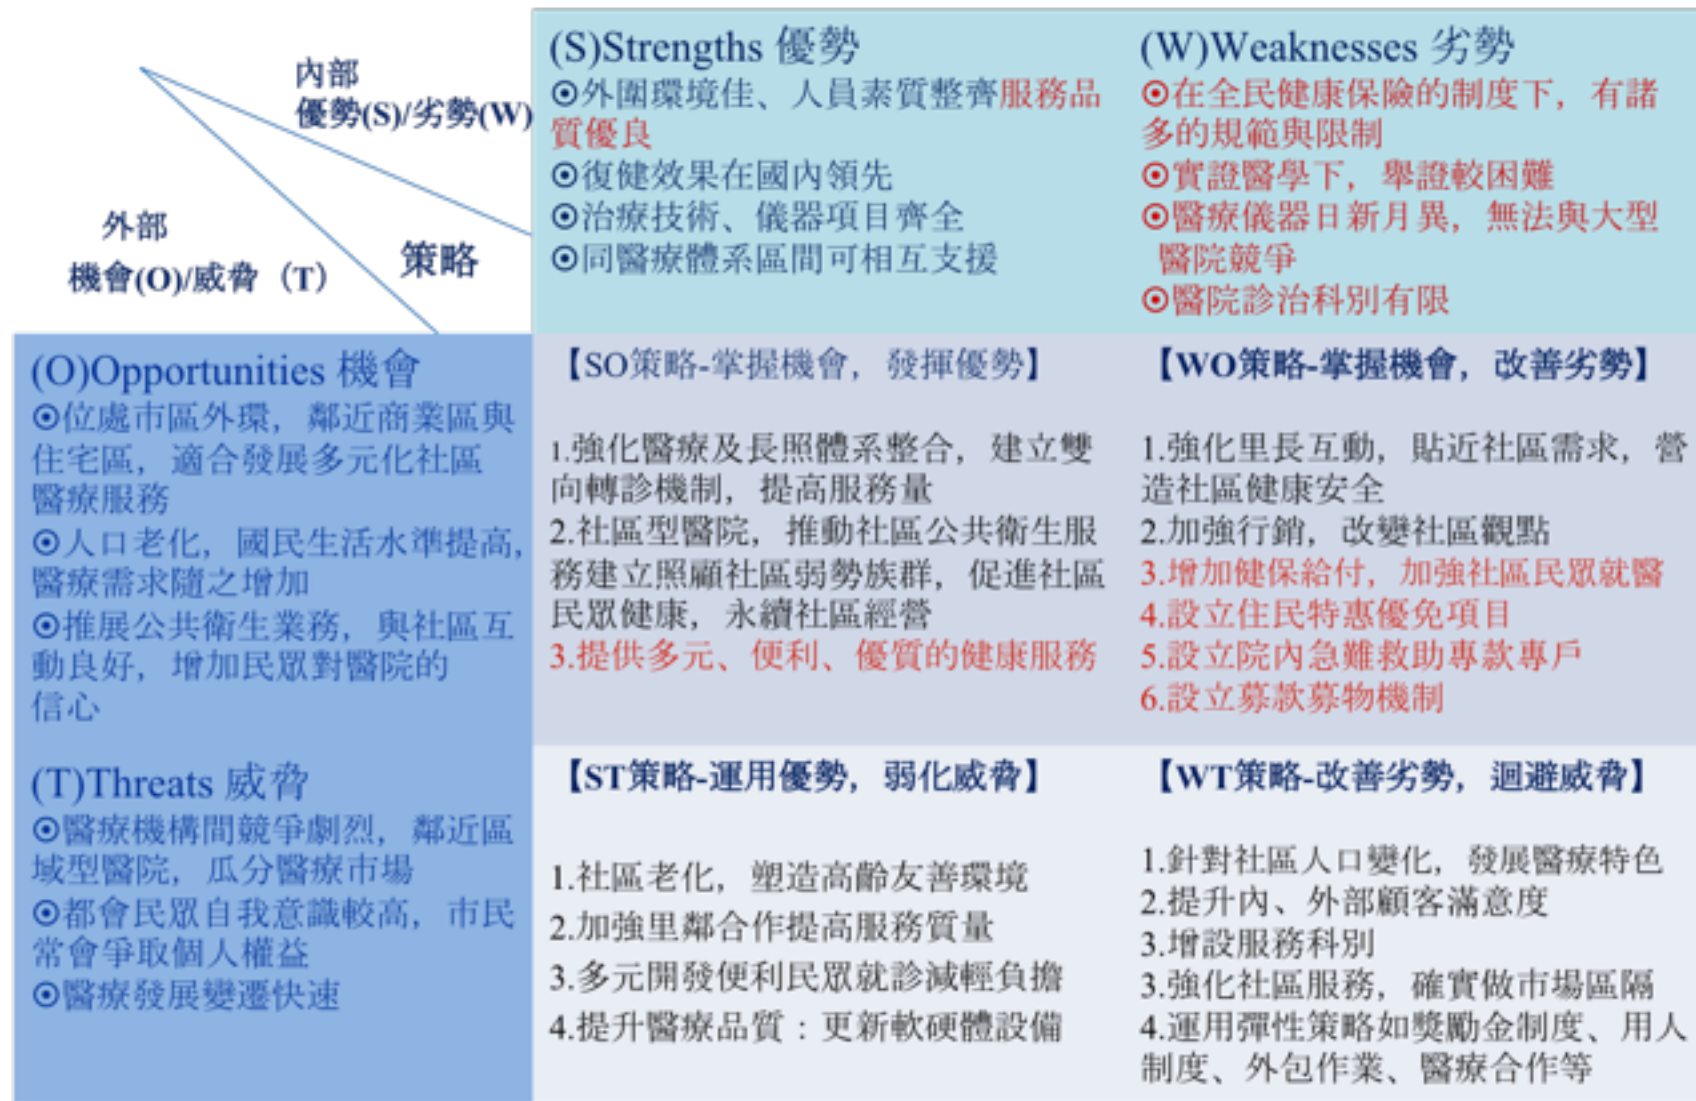 內部
優勢(S)/劣勢(W)
外部
機會(O)/威脅（T）
策略
(S)Strengths 優勢
⊙外圍環境佳、人員素質整齊服務品
質優良
⊙復健效果在國內領先
⊙治療技術、儀器項目齊全
⊙同醫療體系區間可相互支援
(W)Weaknesses 劣勢
⊙在全民健康保險的制度下，有諸
多的規範與限制
⊙實證醫學下，舉證較困難
⊙醫療儀器日新月異，無法與大型
醫院競爭
⊙醫院診治科別有限
(O)Opportunities 機會
⊙位處市區外環，鄰近商業區與
住宅區，適合發展多元化社區
醫療服務
⊙人口老化，國民生活水準提高,
醫療需求隨之增加
⊙推展公共衛生業務，與社區互
動良好，增加民眾對醫院的
信心
【SO策略-掌握機會，發揮優勢】
1.強化醫療及長照體系整合，建立雙
向轉診機制，提高服務量
2.社區型醫院，推動社區公共衛生服
務建立照顧社區弱勢族群，促進社區
民眾健康，永續社區經營
3.提供多元、便利、優質的健康服務
【WO策略-掌握機會，改善劣勢】
1.強化里長互動，貼近社區需求，營
造社區健康安全
2.加強行銷，改變社區觀點
3.增加健保給付，加強社區民眾就醫
4.設立住民特惠優免項目
5.設立院內急難救助專款專戶
6.設立募款募物機制
(T)Threats 威脅
⊙醫療機構間競爭劇烈，鄰近區
域型醫院，瓜分醫療市場
⊙都會民眾自我意識較高，市民
常會爭取個人權益
⊙醫療發展變遷快速
【ST策略-運用優勢，弱化威脅】
1.社區老化，塑造高齡友善環境
2.加強里鄰合作提高服務質量
3.多元開發便利民眾就診減輕負擔
4.提升醫療品質：更新軟硬體設備
【WT策略-改善劣勢，迴避威脅】
1.針對社區人口變化，發展醫療特色
2.提升內、外部顧客滿意度
3.增設服務科別
3.強化社區服務，確實做市場區隔
4.運用彈性策略如獎勵金制度、用人
制度、外包作業、醫療合作等